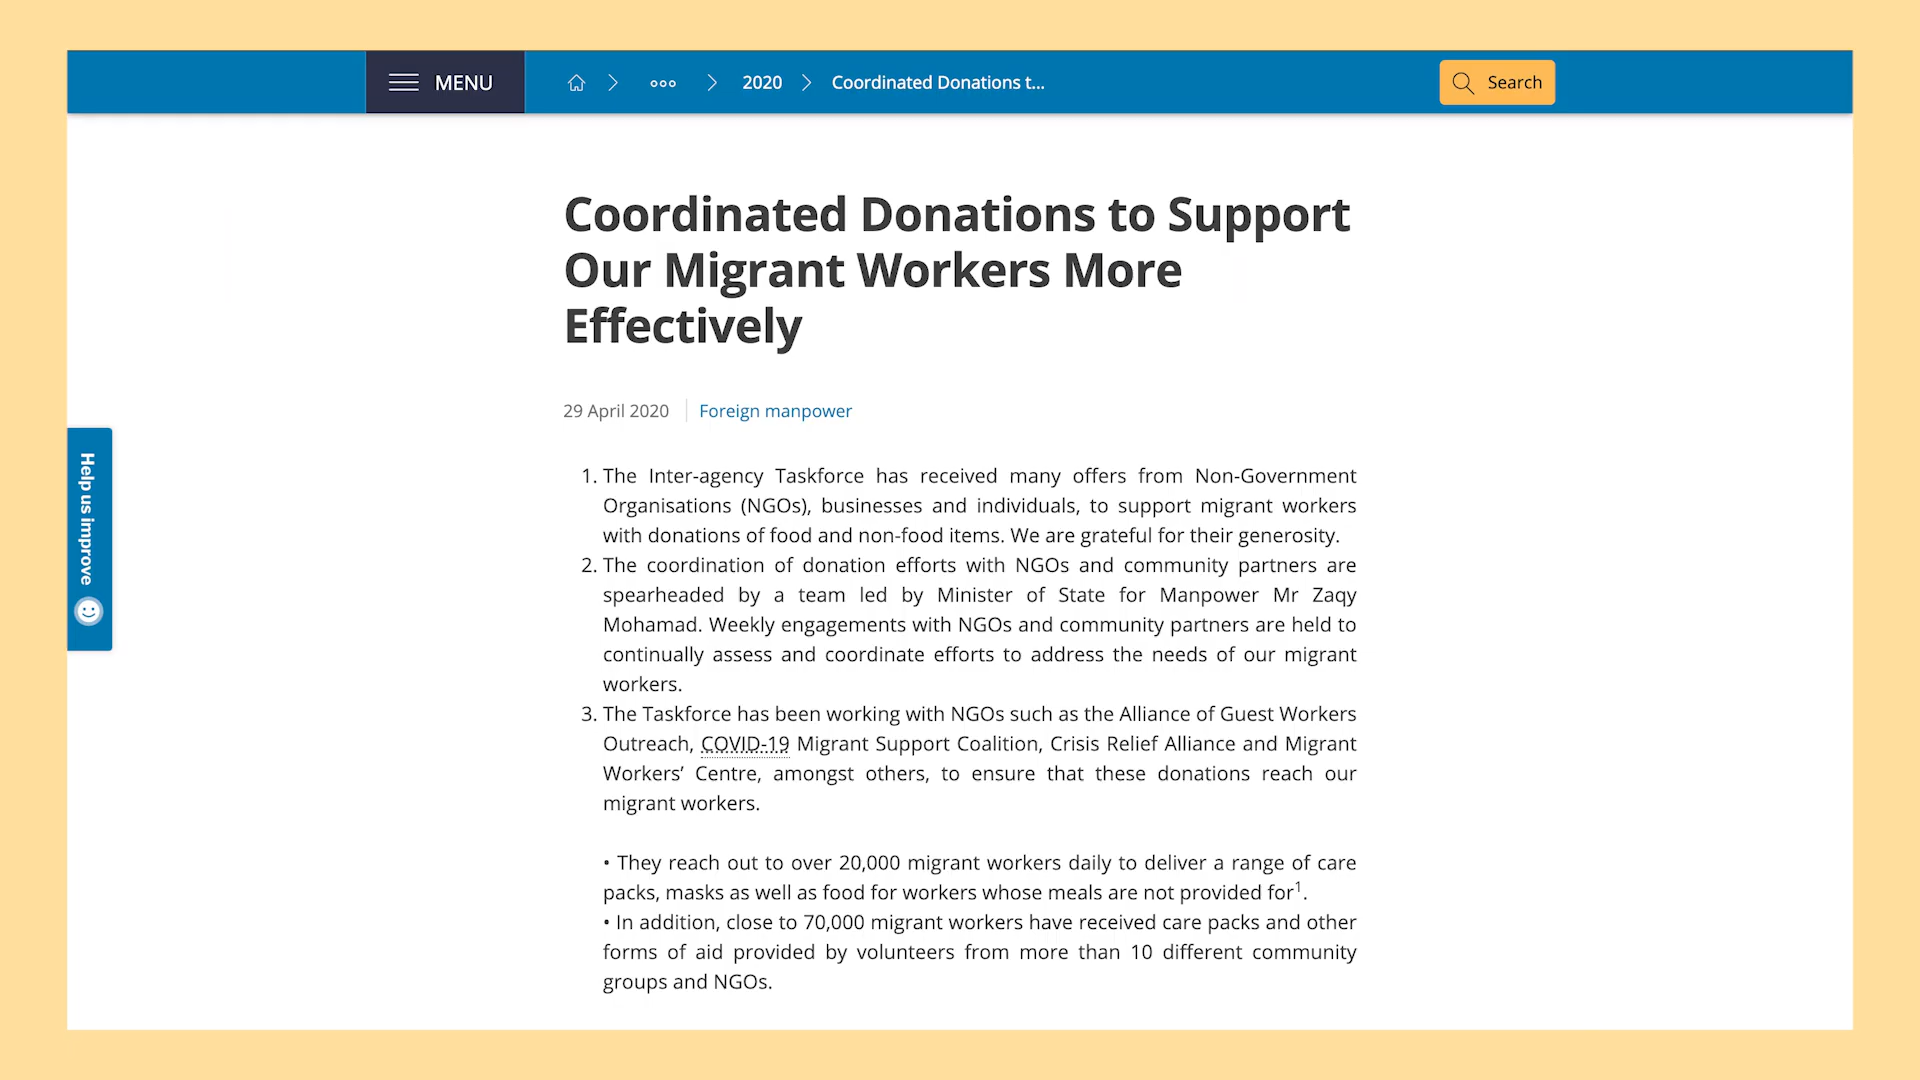 MENU
2020
Coordinated Donations t...
Search
Coordinated Donations to Support
Our Migrant Workers More
Effectively
29 April 2020
Foreign manpower
Help us improve
1. The Inter-agency Taskforce has received many offers from Non-Government
Organisations (NGOs), businesses and individuals, to support migrant workers
with donations of food and non-food items. We are grateful for their generosity.
2. The coordination of donation efforts with NGOs and community partners are
spearheaded by a team led by Minister of State for Manpower Mr Zaqy
Mohamad. Weekly engagements with NGOs and community partners are held to
continually assess and coordinate efforts to address the needs of our migrant
workers.
3. The Taskforce has been working with NGOs such as the Alliance of Guest Workers
Outreach, COVID-19 Migrant Support Coalition, Crisis Relief Alliance and Migrant
Workers’ Centre, amongst others, to ensure that these donations reach our
migrant workers.
• They reach out to over 20,000 migrant workers daily to deliver a range of care
packs, masks as well as food for workers whose meals are not provided for1.
• In addition, close to 70,000 migrant workers have received care packs and other
forms of aid provided by volunteers from more than 10 different community
groups and NGOs.